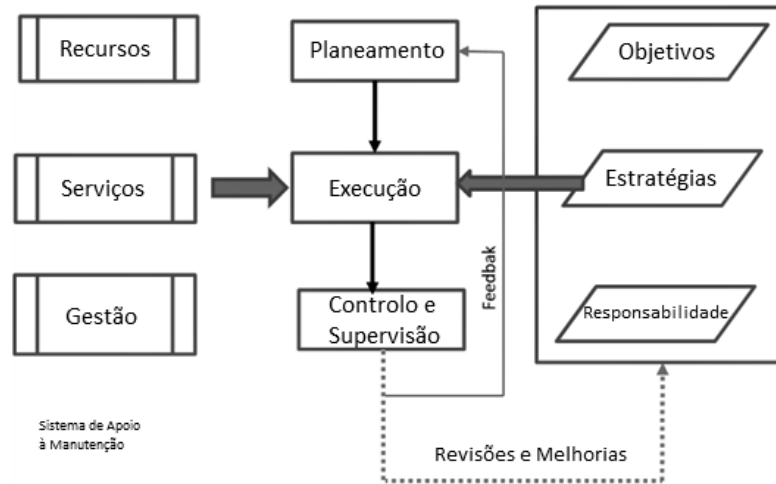 Recursos
Planeamento
Objetivos
Serviços
Execução
Estratégias
Gestão
Controlo e
Supervisão
Feedbak
Responsabilidade
Sistema de Apoio
à Manutenção
Revisões e Melhorias